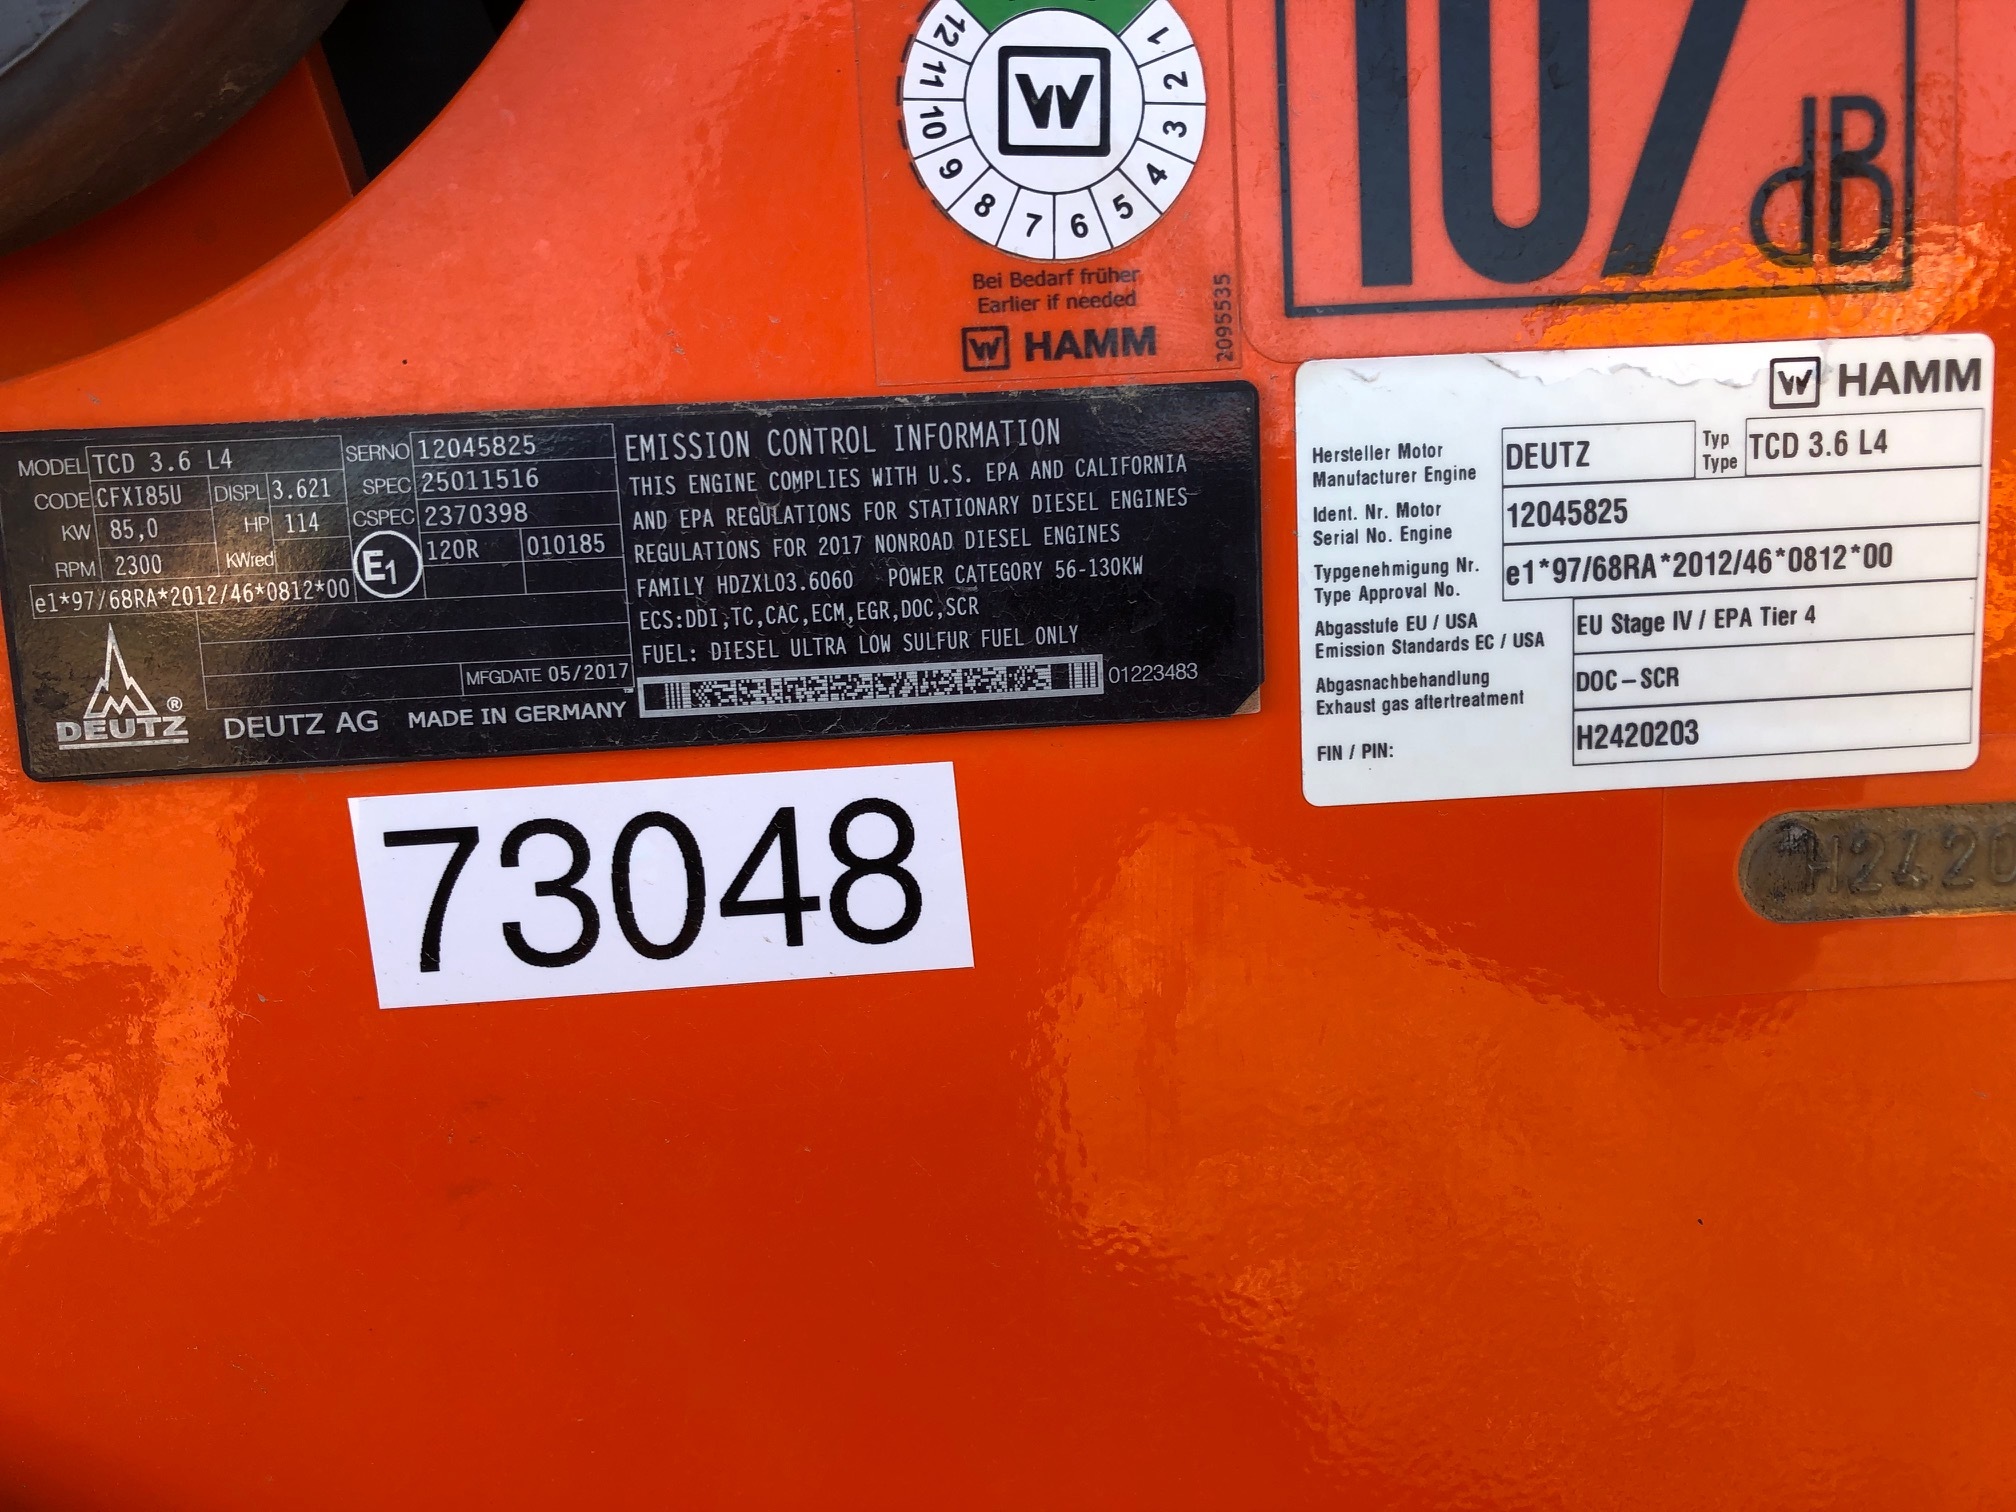 12 11 10 9 8 7 6 5 4 3 2 1
Bei Bedarf früher
Earlier if needed
HAMM
2095535
107
dB
MODEL TCD 3.6 L4
CODE CFXI85U DISPL 3.621
KW 85,0 HP 114
RPM 2300 KWred
e1*97/68RA*2012/46*0812*00
SERNO 12045825
SPEC 25011516
CSPEC 2370398
E1 120R 010185
MFGDATE 05/2017
DEUTZ ®
DEUTZ AG MADE IN GERMANY
EMISSION CONTROL INFORMATION
THIS ENGINE COMPLIES WITH U.S. EPA AND CALIFORNIA
AND EPA REGULATIONS FOR STATIONARY DIESEL ENGINES
REGULATIONS FOR 2017 NONROAD DIESEL ENGINES
FAMILY HDZXL03.6060 POWER CATEGORY 56-130KW
ECS:DDI,TC,CAC,ECM,EGR,DOC,SCR
FUEL: DIESEL ULTRA LOW SULFUR FUEL ONLY
01223483
HAMM
Hersteller Motor
Manufacturer Engine
DEUTZ
Typ
Type
TCD 3.6 L4
Ident. Nr. Motor
Serial No. Engine
12045825
Typgenehmigung Nr.
Type Approval No.
e1*97/68RA*2012/46*0812*00
Abgasstufe EU / USA
Emission Standards EC / USA
EU Stage IV / EPA Tier 4
Abgasnachbehandlung
Exhaust gas aftertreatment
DOC-SCR
FIN / PIN:
H2420203
73048
H2420